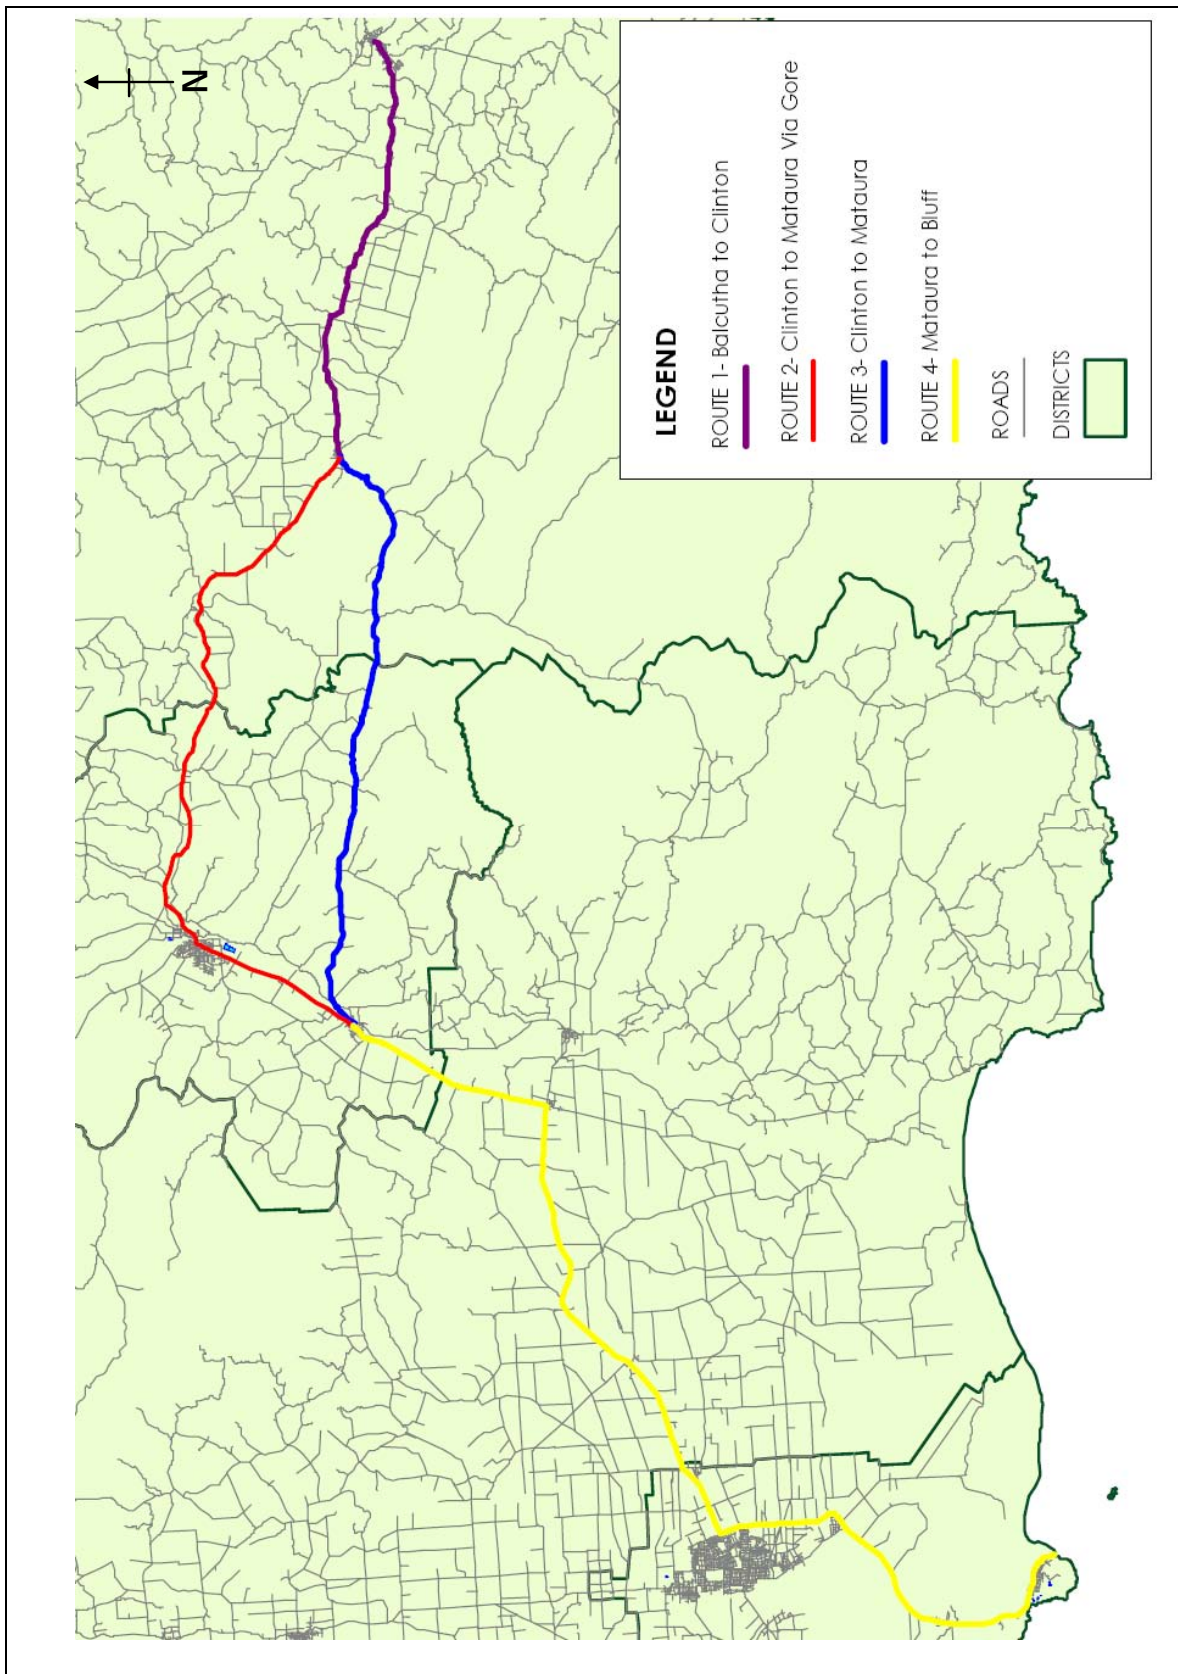 N
LEGEND
ROUTE 1- Balcutha to Clinton
ROUTE 2- Clinton to Mataura Via Gore
ROUTE 3- Clinton to Mataura
ROUTE 4- Mataura to Bluff
ROADS
DISTRICTS